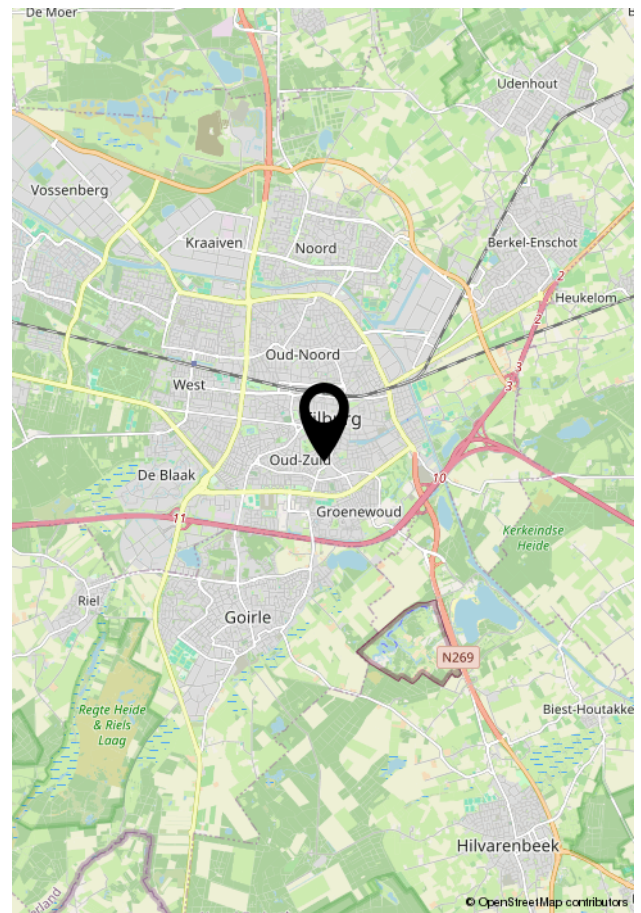 De Moer
Udenhout
Vossenberg
Kraaiven
Noord
Berkel-Enschot
2
Heukelom
2
Oud-Noord
3
West
3
Oud-Zuid
De Blaak
10
11
Groenewoud
Kerkeindse
Heide
Riel
Goirle
N269
Regte Heide
& Riels
Laag
Biest-Houtakke
Hilvarenbeek
© OpenStreetMap contributors